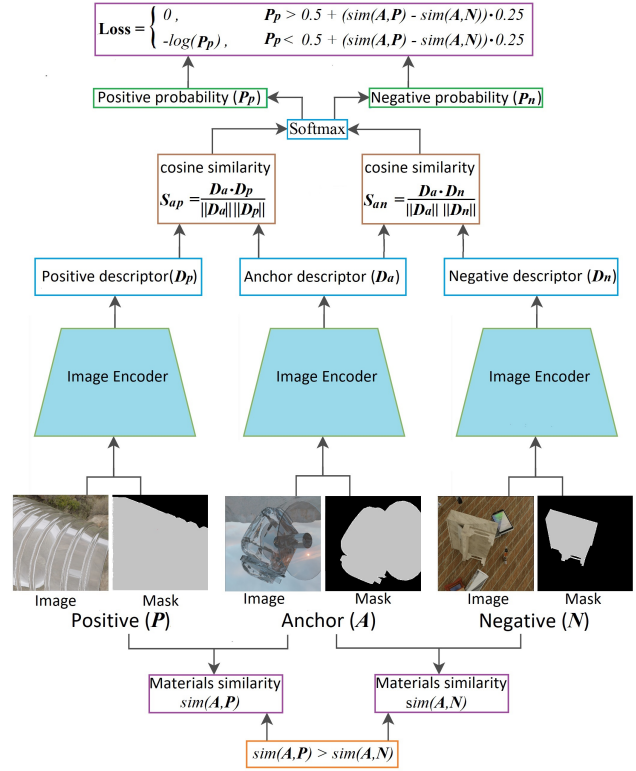 Loss = { 0 , Pp > 0.5 + (sim(A,P) - sim(A,N))·0.25
-log(Pp) , Pp < 0.5 + (sim(A,P) - sim(A,N))·0.25
Positive probability (Pp) Negative probability (Pn)
Softmax
cosine similarity cosine similarity
Sap = Da·Dp / ||Da|| ||Dp|| San = Da·Dn / ||Da|| ||Dn||
Positive descriptor(Dp) Anchor descriptor (Da) Negative descriptor (Dn)
Image Encoder Image Encoder Image Encoder
Image Mask Image Mask Image Mask
Positive (P) Anchor (A) Negative (N)
Materials similarity Materials similarity
sim(A,P) sim(A,N)
sim(A,P) > sim(A,N)